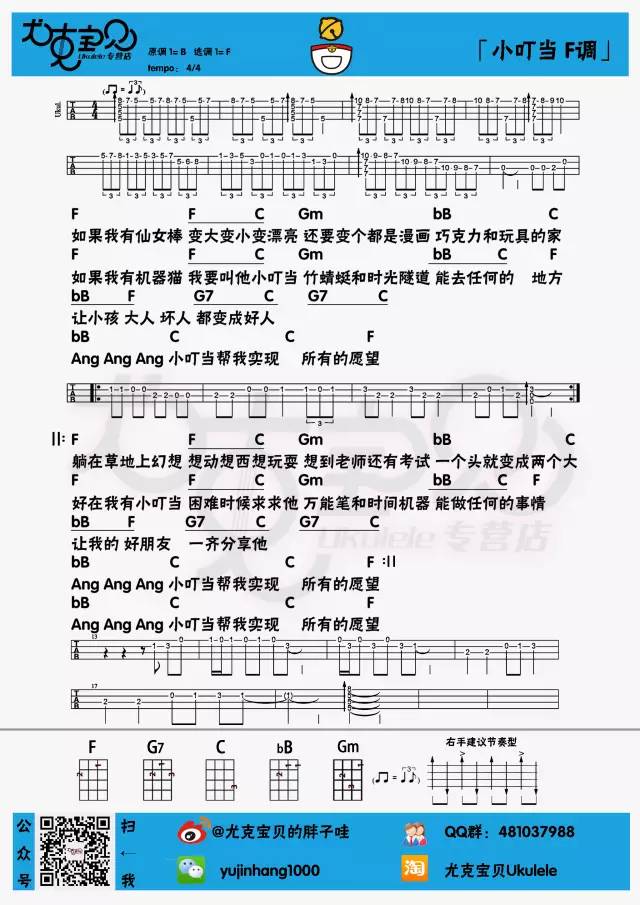 尤克宝贝 Ukulele 专营店
原调 1=B 选调 1=F
tempo: 4/4
「小叮当 F调」
F F C Gm bB C
如果我有仙女棒 变大变小变漂亮 还要变个都是漫画 巧克力和玩具的家
F F C Gm bB C F
如果我有机器猫 我要叫他小叮当 竹蜻蜓和时光隧道 能去任何的 地方
bB F G7 C G7 C
让小孩 大人 坏人 都变成好人
bB C C F
Ang Ang Ang 小叮当帮我实现 所有的愿望
F F C Gm bB C
躺在草地上幻想 想动想西想玩耍 想到老师还有考试 一个头就变成两个大
F F C Gm bB C F
好在我有小叮当 困难时候求求他 万能笔和时间机器 能做任何的事情
bB F G7 C G7 C
让我的 好朋友 一齐分享他
bB C C F
Ang Ang Ang 小叮当帮我实现 所有的愿望
bB C C F
Ang Ang Ang 小叮当帮我实现 所有的愿望
F G7 C bB Gm
右手建议节奏型
公众号
扫一我
@尤克宝贝的胖子哇
yujinhang1000
QQ群: 481037988
尤克宝贝Ukulele